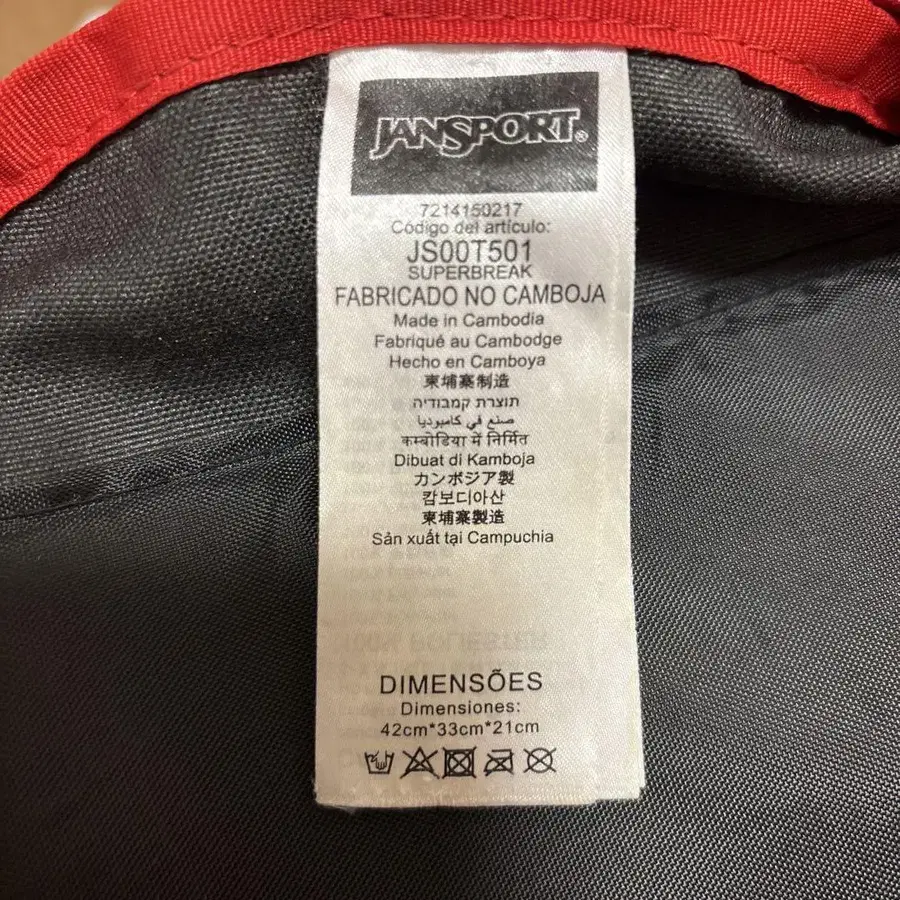 JANSPORT®
7214150217
Código del artículo:
JS00T501
SUPERBREAK
FABRICADO NO CAMBOJA
Made in Cambodia
Fabriqué au Cambodge
Hecho en Camboya
柬埔寨制造
תוצרת קמבודיה
صنع في كامبوديا
कम्बोडिया में निर्मित
Dibuat di Kamboja
カンボジア製
캄보디아산
柬埔寨製造
Sản xuất tại Campuchia
DIMENSÕES
Dimensiones:
42cm*33cm*21cm